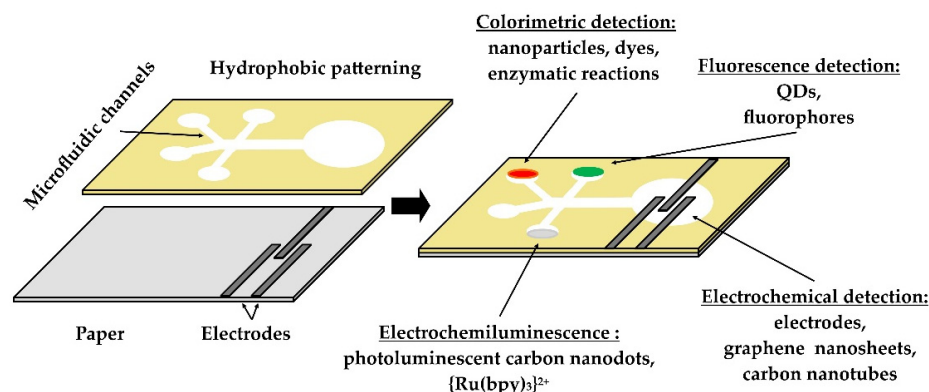 Colorimetric detection:
nanoparticles, dyes,
enzymatic reactions
Hydrophobic patterning
Fluorescence detection:
QDs,
fluorophores
Microfluidic channels
Paper
Electrodes
Electrochemiluminescence :
photoluminescent carbon nanodots,
{Ru(bpy)₃}²⁺
Electrochemical detection:
electrodes,
graphene nanosheets,
carbon nanotubes